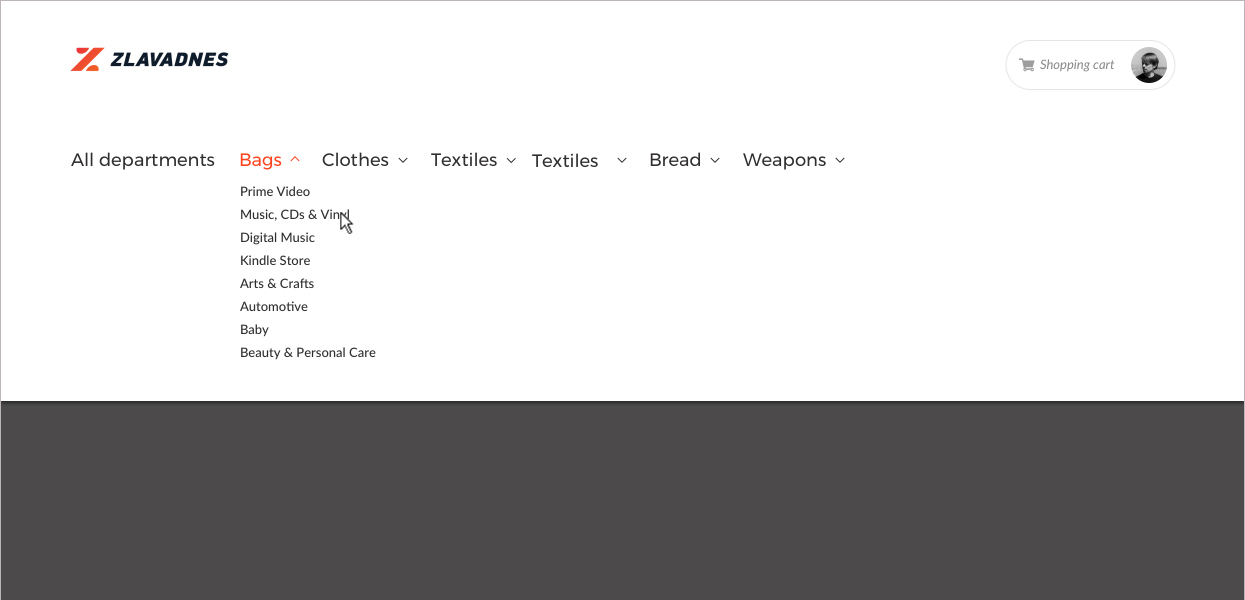 ZLAVADNES
Shopping cart
All departments Bags Clothes Textiles Textiles Bread Weapons
Prime Video
Music, CDs & Vinyl
Digital Music
Kindle Store
Arts & Crafts
Automotive
Baby
Beauty & Personal Care